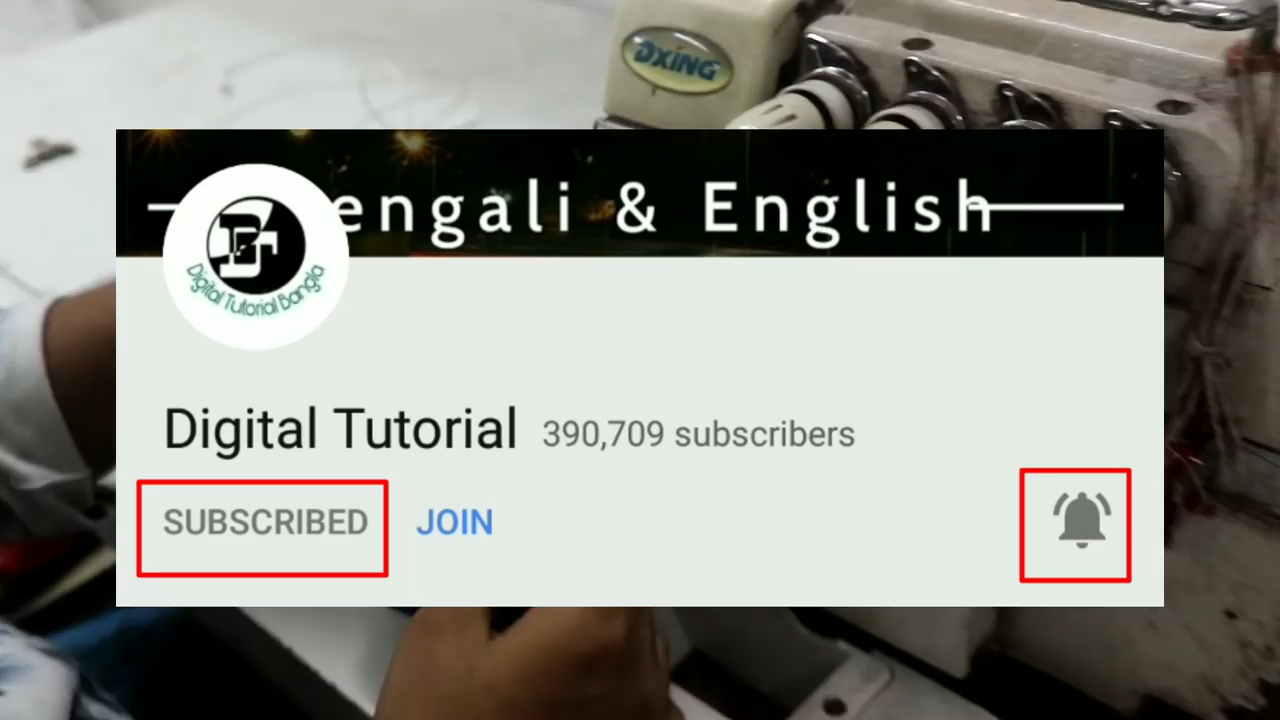 DXING
engali & English
Digital Tutorial Bangla
Digital Tutorial 390,709 subscribers
SUBSCRIBED JOIN